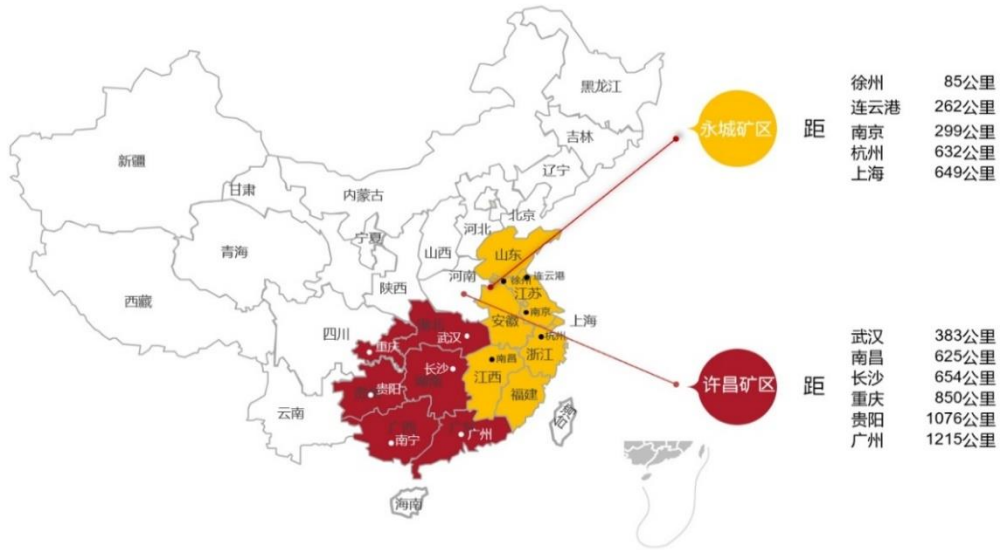 黑龙江
吉林
辽宁
新疆
甘肃
内蒙古
北京
河北
宁夏
山西
青海
山东
河南
连云港
徐州
陕西
江苏
西藏
南京
安徽
上海
四川
武汉
杭州
重庆
浙江
南昌
长沙
江西
贵阳
福建
云南
广州
南宁
海南
永城矿区
距
徐州 85公里
连云港 262公里
南京 299公里
杭州 632公里
上海 649公里
许昌矿区
距
武汉 383公里
南昌 625公里
长沙 654公里
重庆 850公里
贵阳 1076公里
广州 1215公里